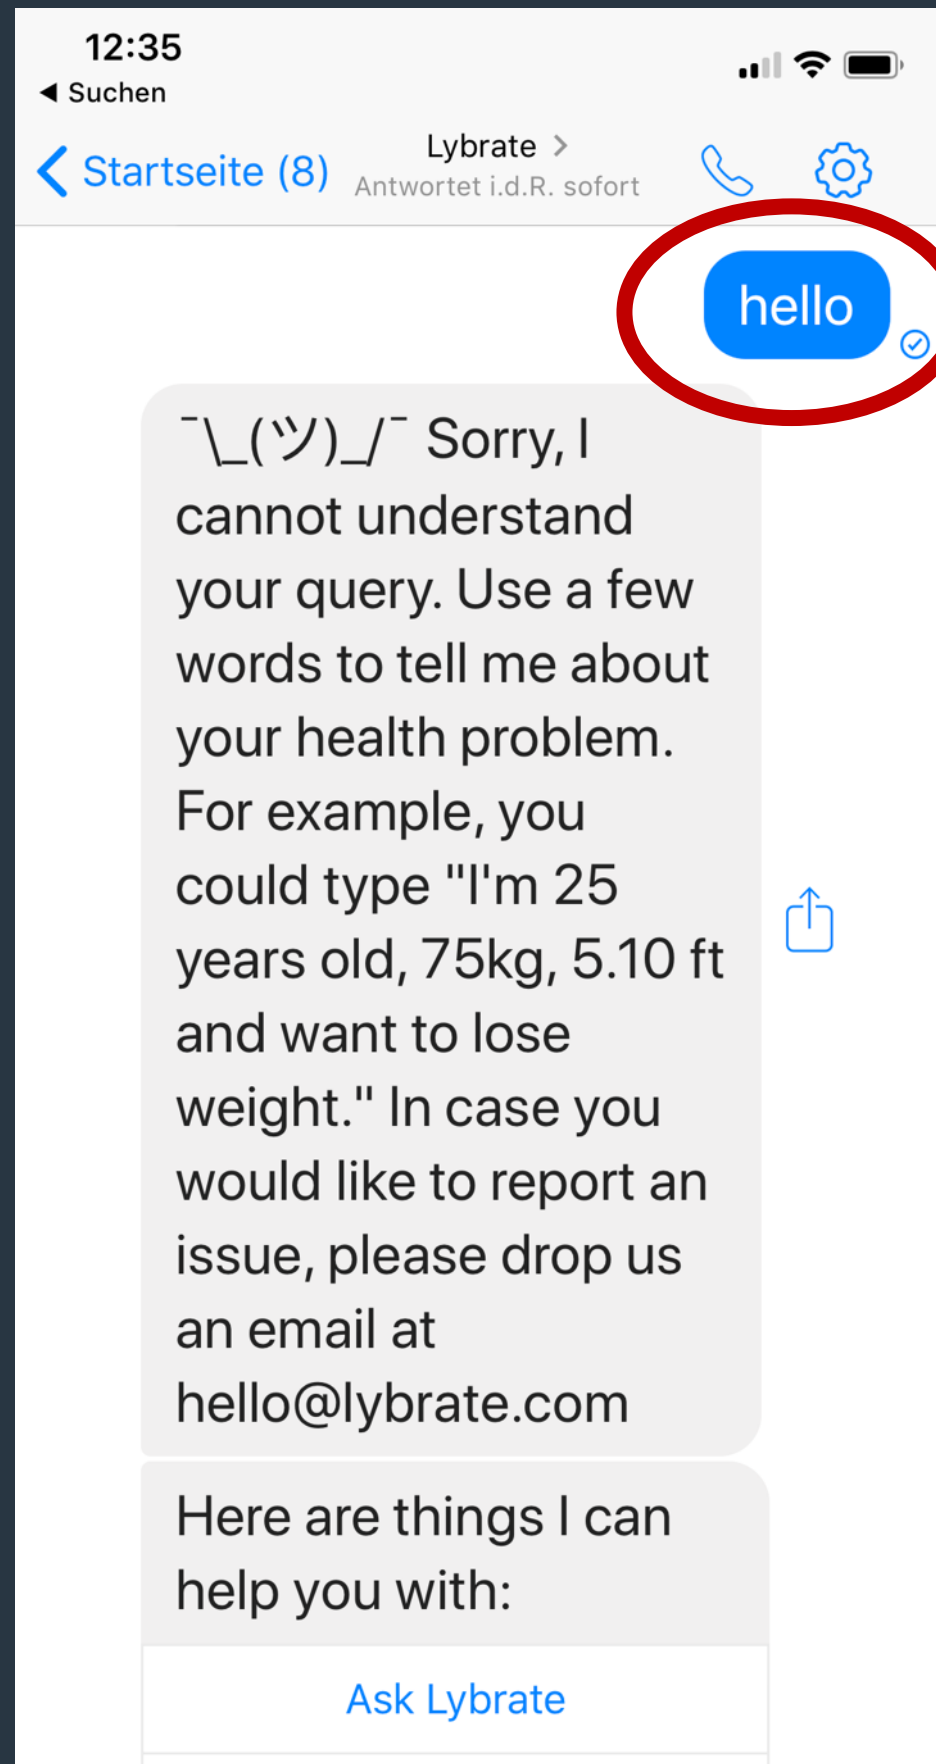 12:35
◀ Suchen
Startseite (8)
Lybrate >
Antwortet i.d.R. sofort
hello
¯\_(ツ)_/¯ Sorry, I
cannot understand
your query. Use a few
words to tell me about
your health problem.
For example, you
could type "I'm 25
years old, 75kg, 5.10 ft
and want to lose
weight." In case you
would like to report an
issue, please drop us
an email at
hello@lybrate.com
Here are things I can
help you with:
Ask Lybrate